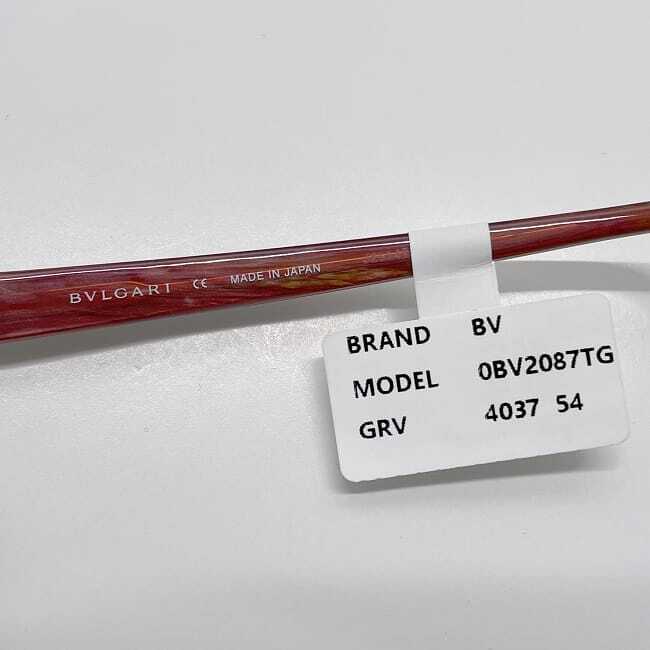 BVLGARI CE MADE IN JAPAN
BRAND BV
MODEL 0BV2087TG
GRV 4037 54